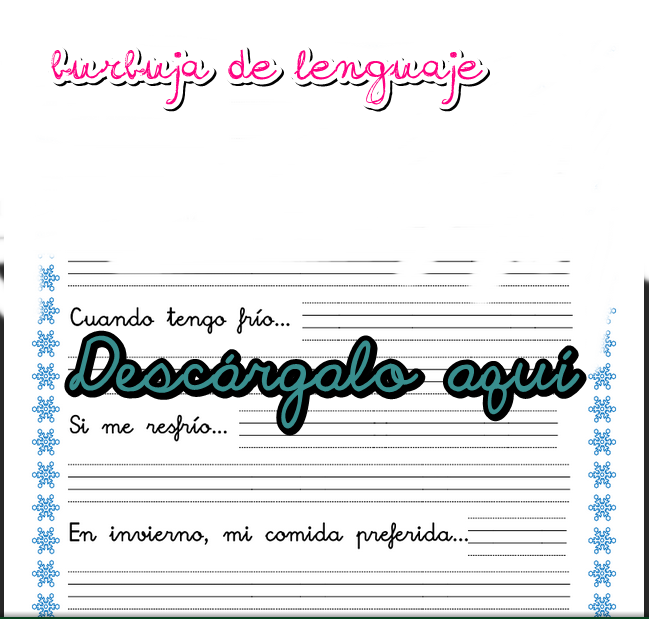 burbuja de lenguaje
Cuando tengo frío...
Descárgalo aquí
Si me resfrío...
En invierno, mi comida preferida...